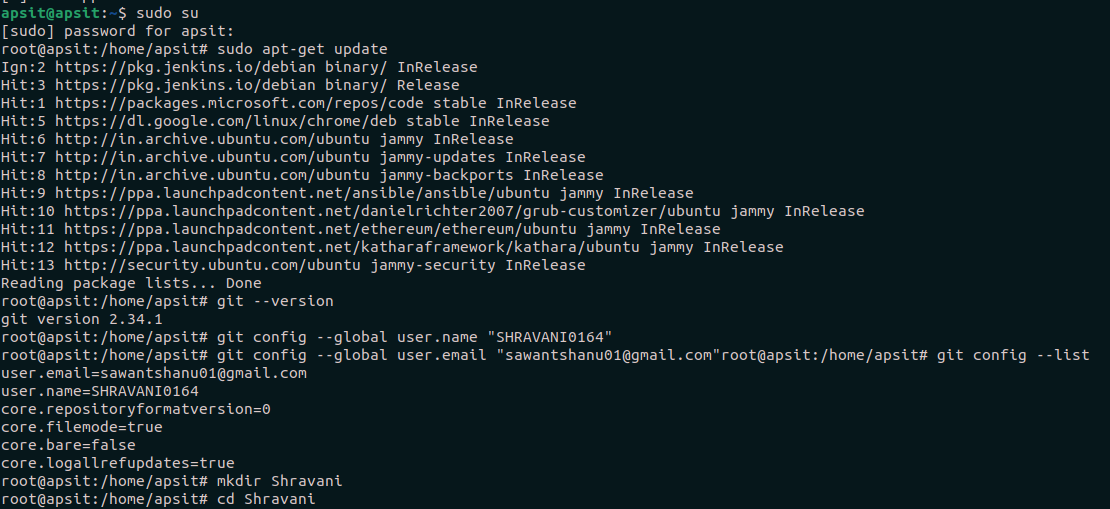 apsit@apsit:~$ sudo su
[sudo] password for apsit:
root@apsit:/home/apsit# sudo apt-get update
Ign:2 https://pkg.jenkins.io/debian binary/ InRelease
Hit:3 https://pkg.jenkins.io/debian binary/ Release
Hit:1 https://packages.microsoft.com/repos/code stable InRelease
Hit:5 https://dl.google.com/linux/chrome/deb stable InRelease
Hit:6 http://in.archive.ubuntu.com/ubuntu jammy InRelease
Hit:7 http://in.archive.ubuntu.com/ubuntu jammy-updates InRelease
Hit:8 http://in.archive.ubuntu.com/ubuntu jammy-backports InRelease
Hit:9 https://ppa.launchpadcontent.net/ansible/ansible/ubuntu jammy InRelease
Hit:10 https://ppa.launchpadcontent.net/danielrichter2007/grub-customizer/ubuntu jammy InRelease
Hit:11 https://ppa.launchpadcontent.net/ethereum/ethereum/ubuntu jammy InRelease
Hit:12 https://ppa.launchpadcontent.net/katharaframework/kathara/ubuntu jammy InRelease
Hit:13 http://security.ubuntu.com/ubuntu jammy-security InRelease
Reading package lists... Done
root@apsit:/home/apsit# git --version
git version 2.34.1
root@apsit:/home/apsit# git config --global user.name "SHRAVANI0164"
root@apsit:/home/apsit# git config --global user.email "sawantshanu01@gmail.com"root@apsit:/home/apsit# git config --list
user.email=sawantshanu01@gmail.com
user.name=SHRAVANI0164
core.repositoryformatversion=0
core.filemode=true
core.bare=false
core.logallrefupdates=true
root@apsit:/home/apsit# mkdir Shravani
root@apsit:/home/apsit# cd Shravani